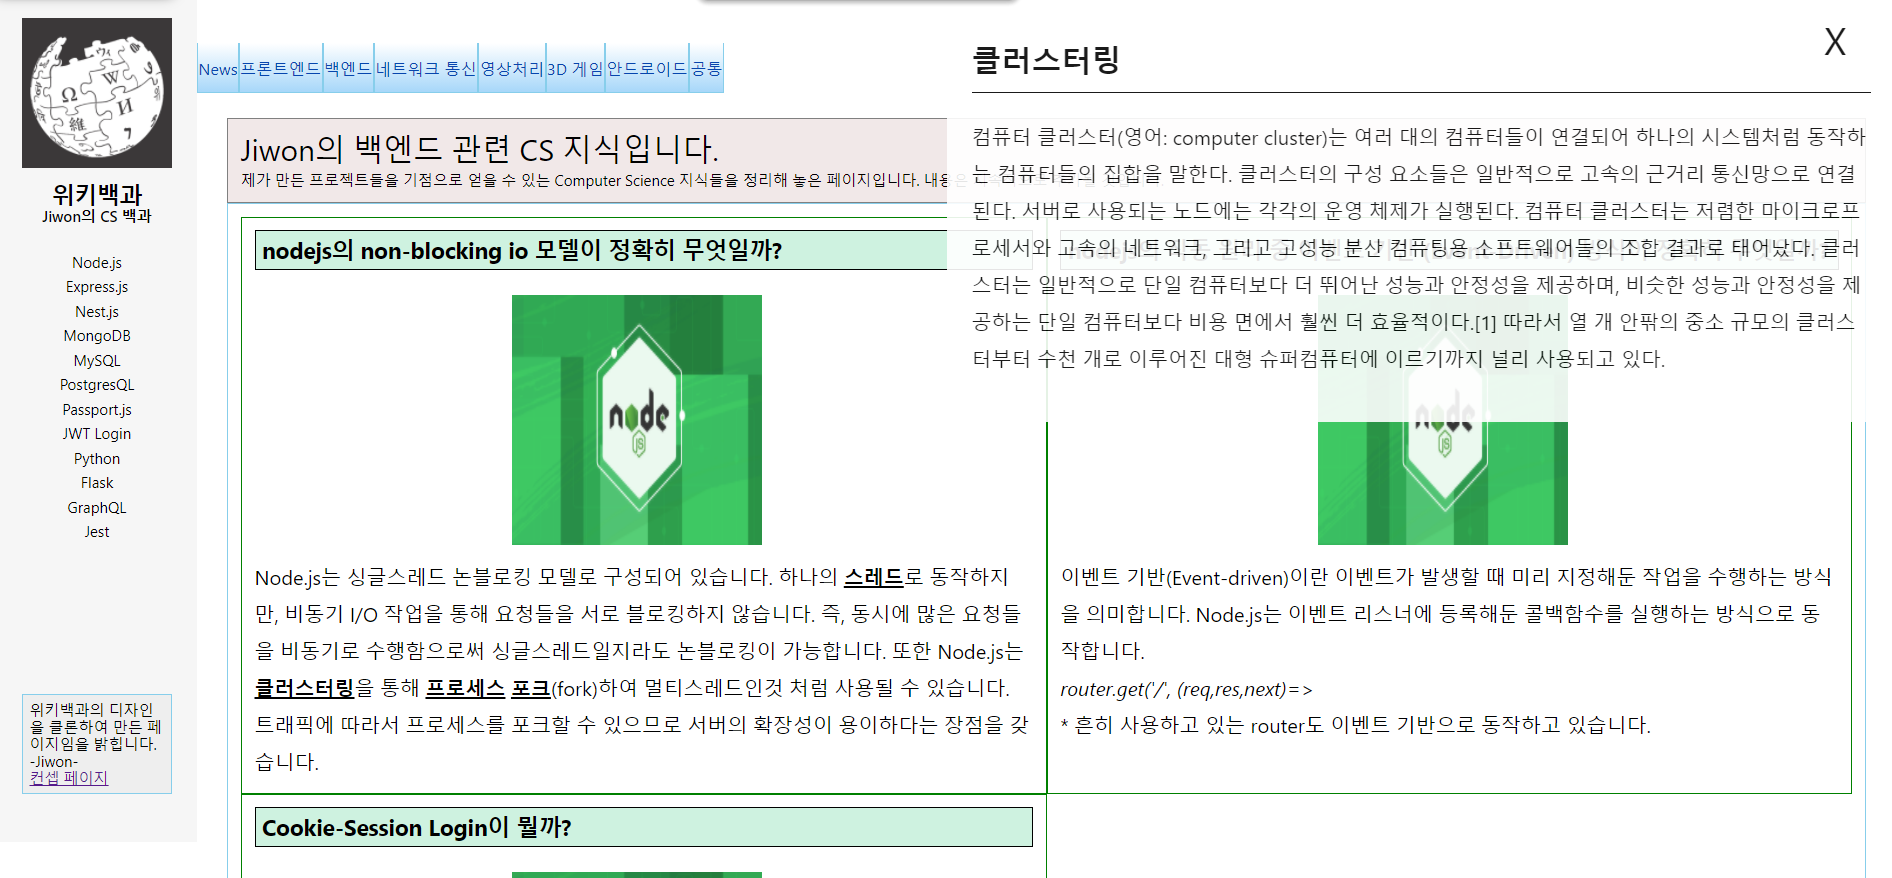 위키백과
Jiwon의 CS 백과
Node.js
Express.js
Nest.js
MongoDB
MySQL
PostgresQL
Passport.js
JWT Login
Python
Flask
GraphQL
Jest
위키백과의 디자인
을 클론하여 만든 페
이지임을 밝힙니다.
-Jiwon-
컨셉 페이지
News 프론트엔드 백엔드 네트워크 통신 영상처리 3D 게임 안드로이드 공통
Jiwon의 백엔드 관련 CS 지식입니다.
제가 만든 프로젝트들을 기점으로 얻을 수 있는 Computer Science 지식들을 정리해 놓은 페이지입니다.
nodejs의 non-blocking io 모델이 정확히 무엇일까?
node
JS
Node.js는 싱글스레드 논블로킹 모델로 구성되어 있습니다. 하나의 스레드로 동작하지
만, 비동기 I/O 작업을 통해 요청들을 서로 블로킹하지 않습니다. 즉, 동시에 많은 요청들
을 비동기로 수행함으로써 싱글스레드일지라도 논블로킹이 가능합니다. 또한 Node.js는
클러스터링을 통해 프로세스 포크(fork)하여 멀티스레드인것 처럼 사용될 수 있습니다.
트래픽에 따라서 프로세스를 포크할 수 있으므로 서버의 확장성이 용이하다는 장점을 갖
습니다.
Cookie-Session Login이 뭘까?
클러스터링
X
컴퓨터 클러스터(영어: computer cluster)는 여러 대의 컴퓨터들이 연결되어 하나의 시스템처럼 동작하
는 컴퓨터들의 집합을 말한다. 클러스터의 구성 요소들은 일반적으로 고속의 근거리 통신망으로 연결
된다. 서버로 사용되는 노드에는 각각의 운영 체제가 실행된다. 컴퓨터 클러스터는 저렴한 마이크로프
로세서와 고속의 네트워크, 그리고 고성능 분산 컴퓨팅용 소프트웨어들의 조합 결과로 태어났다. 클러
스터는 일반적으로 단일 컴퓨터보다 더 뛰어난 성능과 안정성을 제공하며, 비슷한 성능과 안정성을 제
공하는 단일 컴퓨터보다 비용 면에서 훨씬 더 효율적이다.[1] 따라서 열 개 안팎의 중소 규모의 클러스
터부터 수천 개로 이루어진 대형 슈퍼컴퓨터에 이르기까지 널리 사용되고 있다.
node
JS
이벤트 기반(Event-driven)이란 이벤트가 발생할 때 미리 지정해둔 작업을 수행하는 방식
을 의미합니다. Node.js는 이벤트 리스너에 등록해둔 콜백함수를 실행하는 방식으로 동
작합니다.
router.get('/', (req,res,next)=>
* 흔히 사용하고 있는 router도 이벤트 기반으로 동작하고 있습니다.